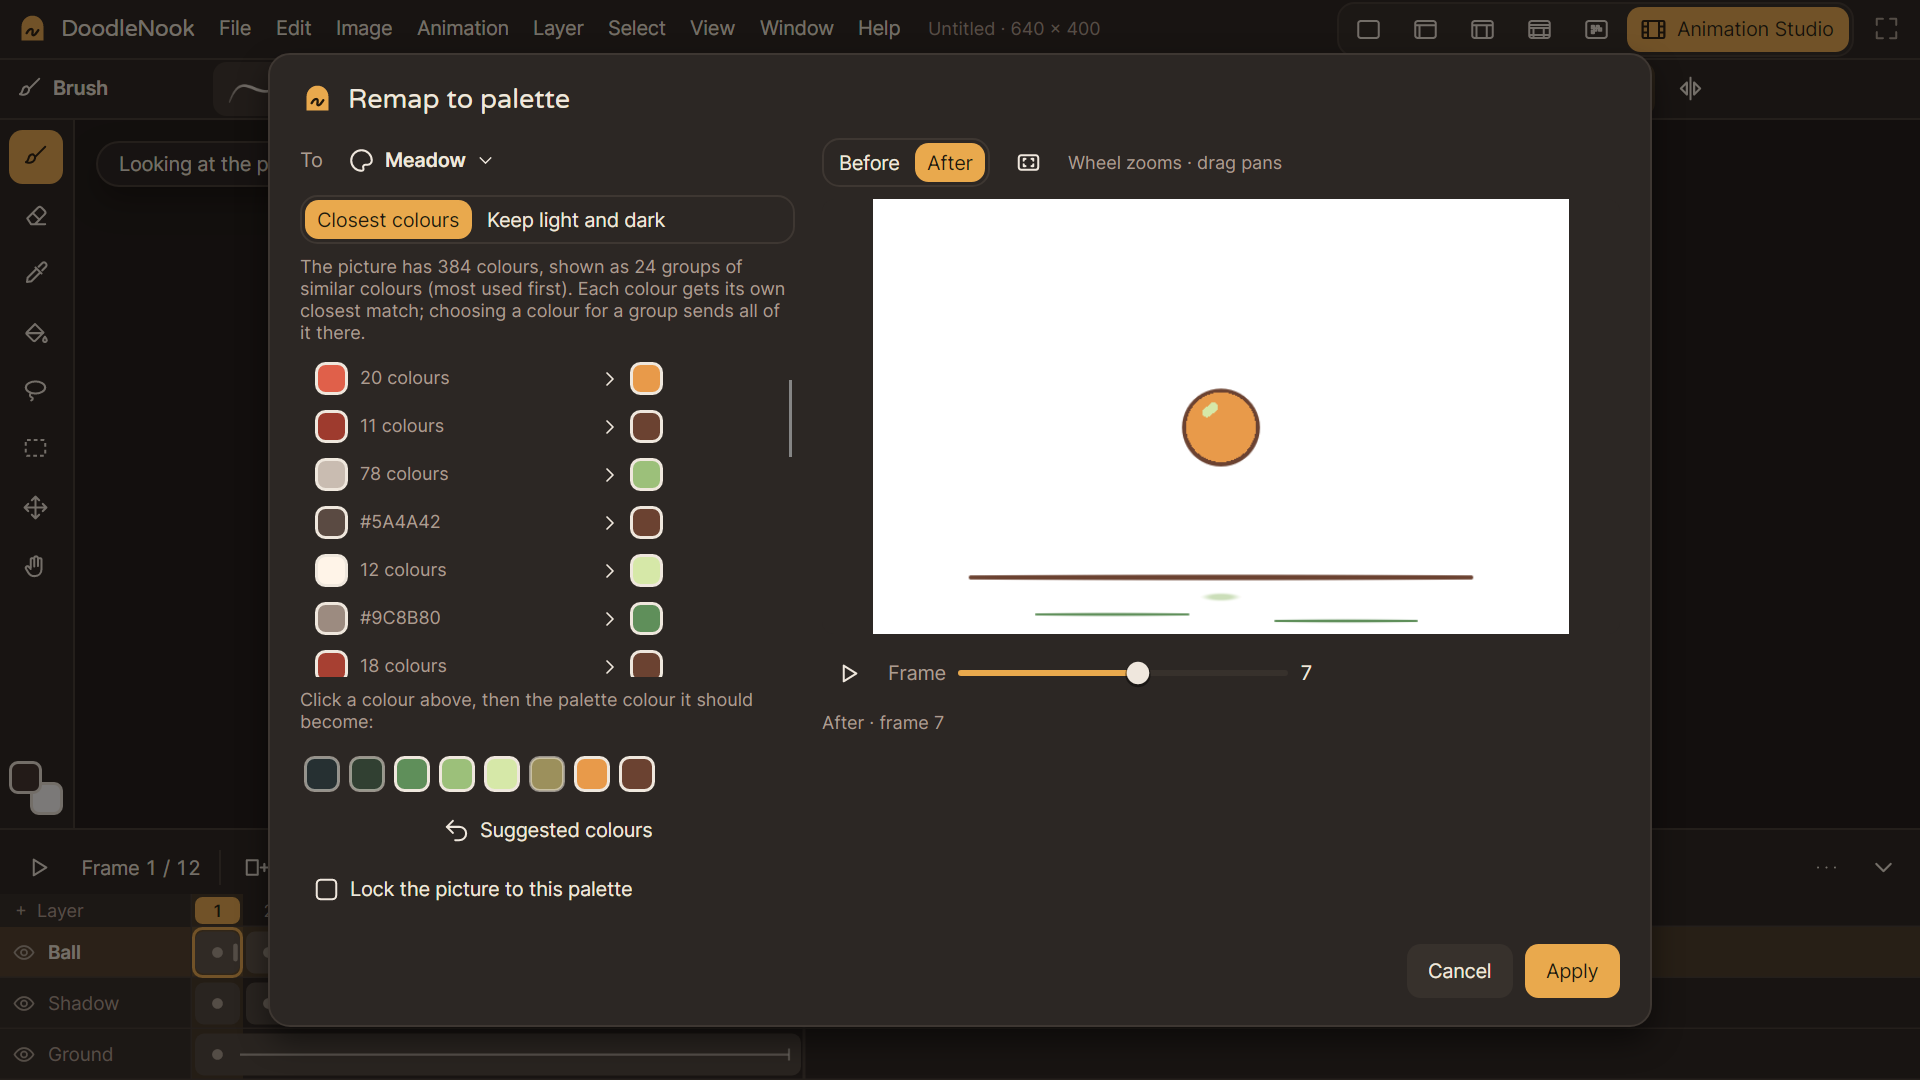 DoodleNook File Edit Image Animation Layer Select View Window Help Untitled · 640 × 400 Animation Studio
Brush
Looking at the p
Remap to palette
To Meadow
Before After Wheel zooms · drag pans
Closest colours Keep light and dark
The picture has 384 colours, shown as 24 groups of
similar colours (most used first). Each colour gets its own
closest match; choosing a colour for a group sends all of
it there.
20 colours
11 colours
78 colours
#5A4A42
12 colours
#9C8B80
18 colours
Click a colour above, then the palette colour it should
become:
Suggested colours
Lock the picture to this palette
Frame 7
After · frame 7
Cancel Apply
Frame 1 / 12
+ Layer 1
Ball
Shadow
Ground